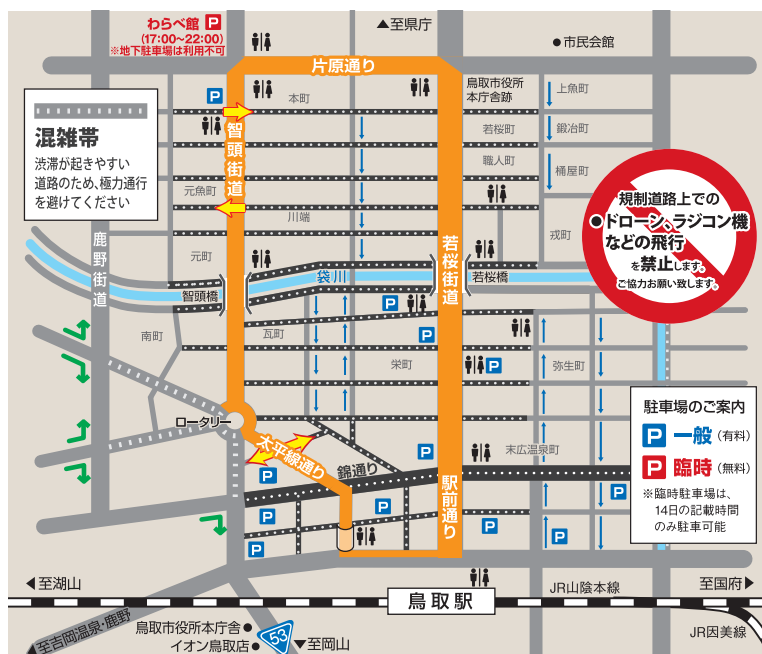 わらべ館 P
(17:00~22:00)
※地下駐車場は利用不可
▲至県庁
●市民会館
片原通り
P
本町
鳥取市役所
本庁舎跡
上魚町
混雑帯
渋滞が起きやすい
道路のため、極力通行
を避けてください
智頭街道
若桜町
鍛冶町
職人町
桶屋町
元魚町
川端
戎町
規制道路上での
●ドローン、ラジコン機
などの飛行
を禁止します。
ご協力お願い致します。
鹿野街道
元町
若桜街道
袋川
若桜橋
智頭橋
P
南町
瓦町
P
栄町
P
弥生町
ロータリー
太平線通り
錦通り
P
末広温泉町
駐車場のご案内
P 一般(有料)
P 臨時(無料)
※臨時駐車場は、
14日の記載時間
のみ駐車可能
P
P
駅前通り
P
P
P
P
P
◀至湖山
JR山陰本線
至国府▶
鳥取駅
JR因美線
至吉岡温泉・鹿野
鳥取市役所本庁舎●
イオン鳥取店●
53
▼至岡山